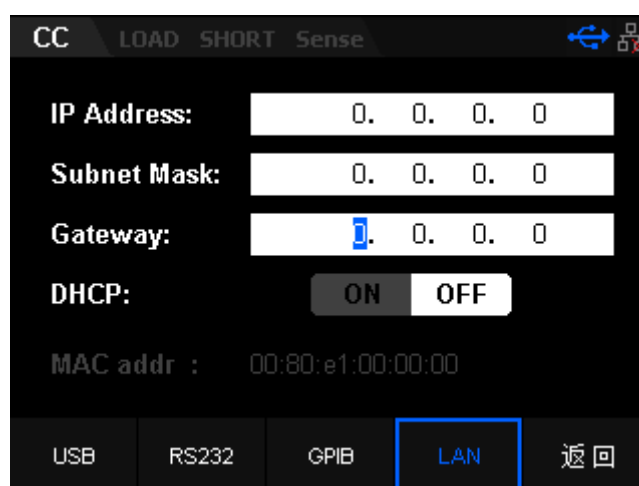 CC LOAD SHORT Sense
IP Address: 0. 0. 0. 0
Subnet Mask: 0. 0. 0. 0
Gateway: 0. 0. 0. 0
DHCP: ON OFF
MAC addr : 00:80:e1:00:00:00
USB RS232 GPIB LAN 返回